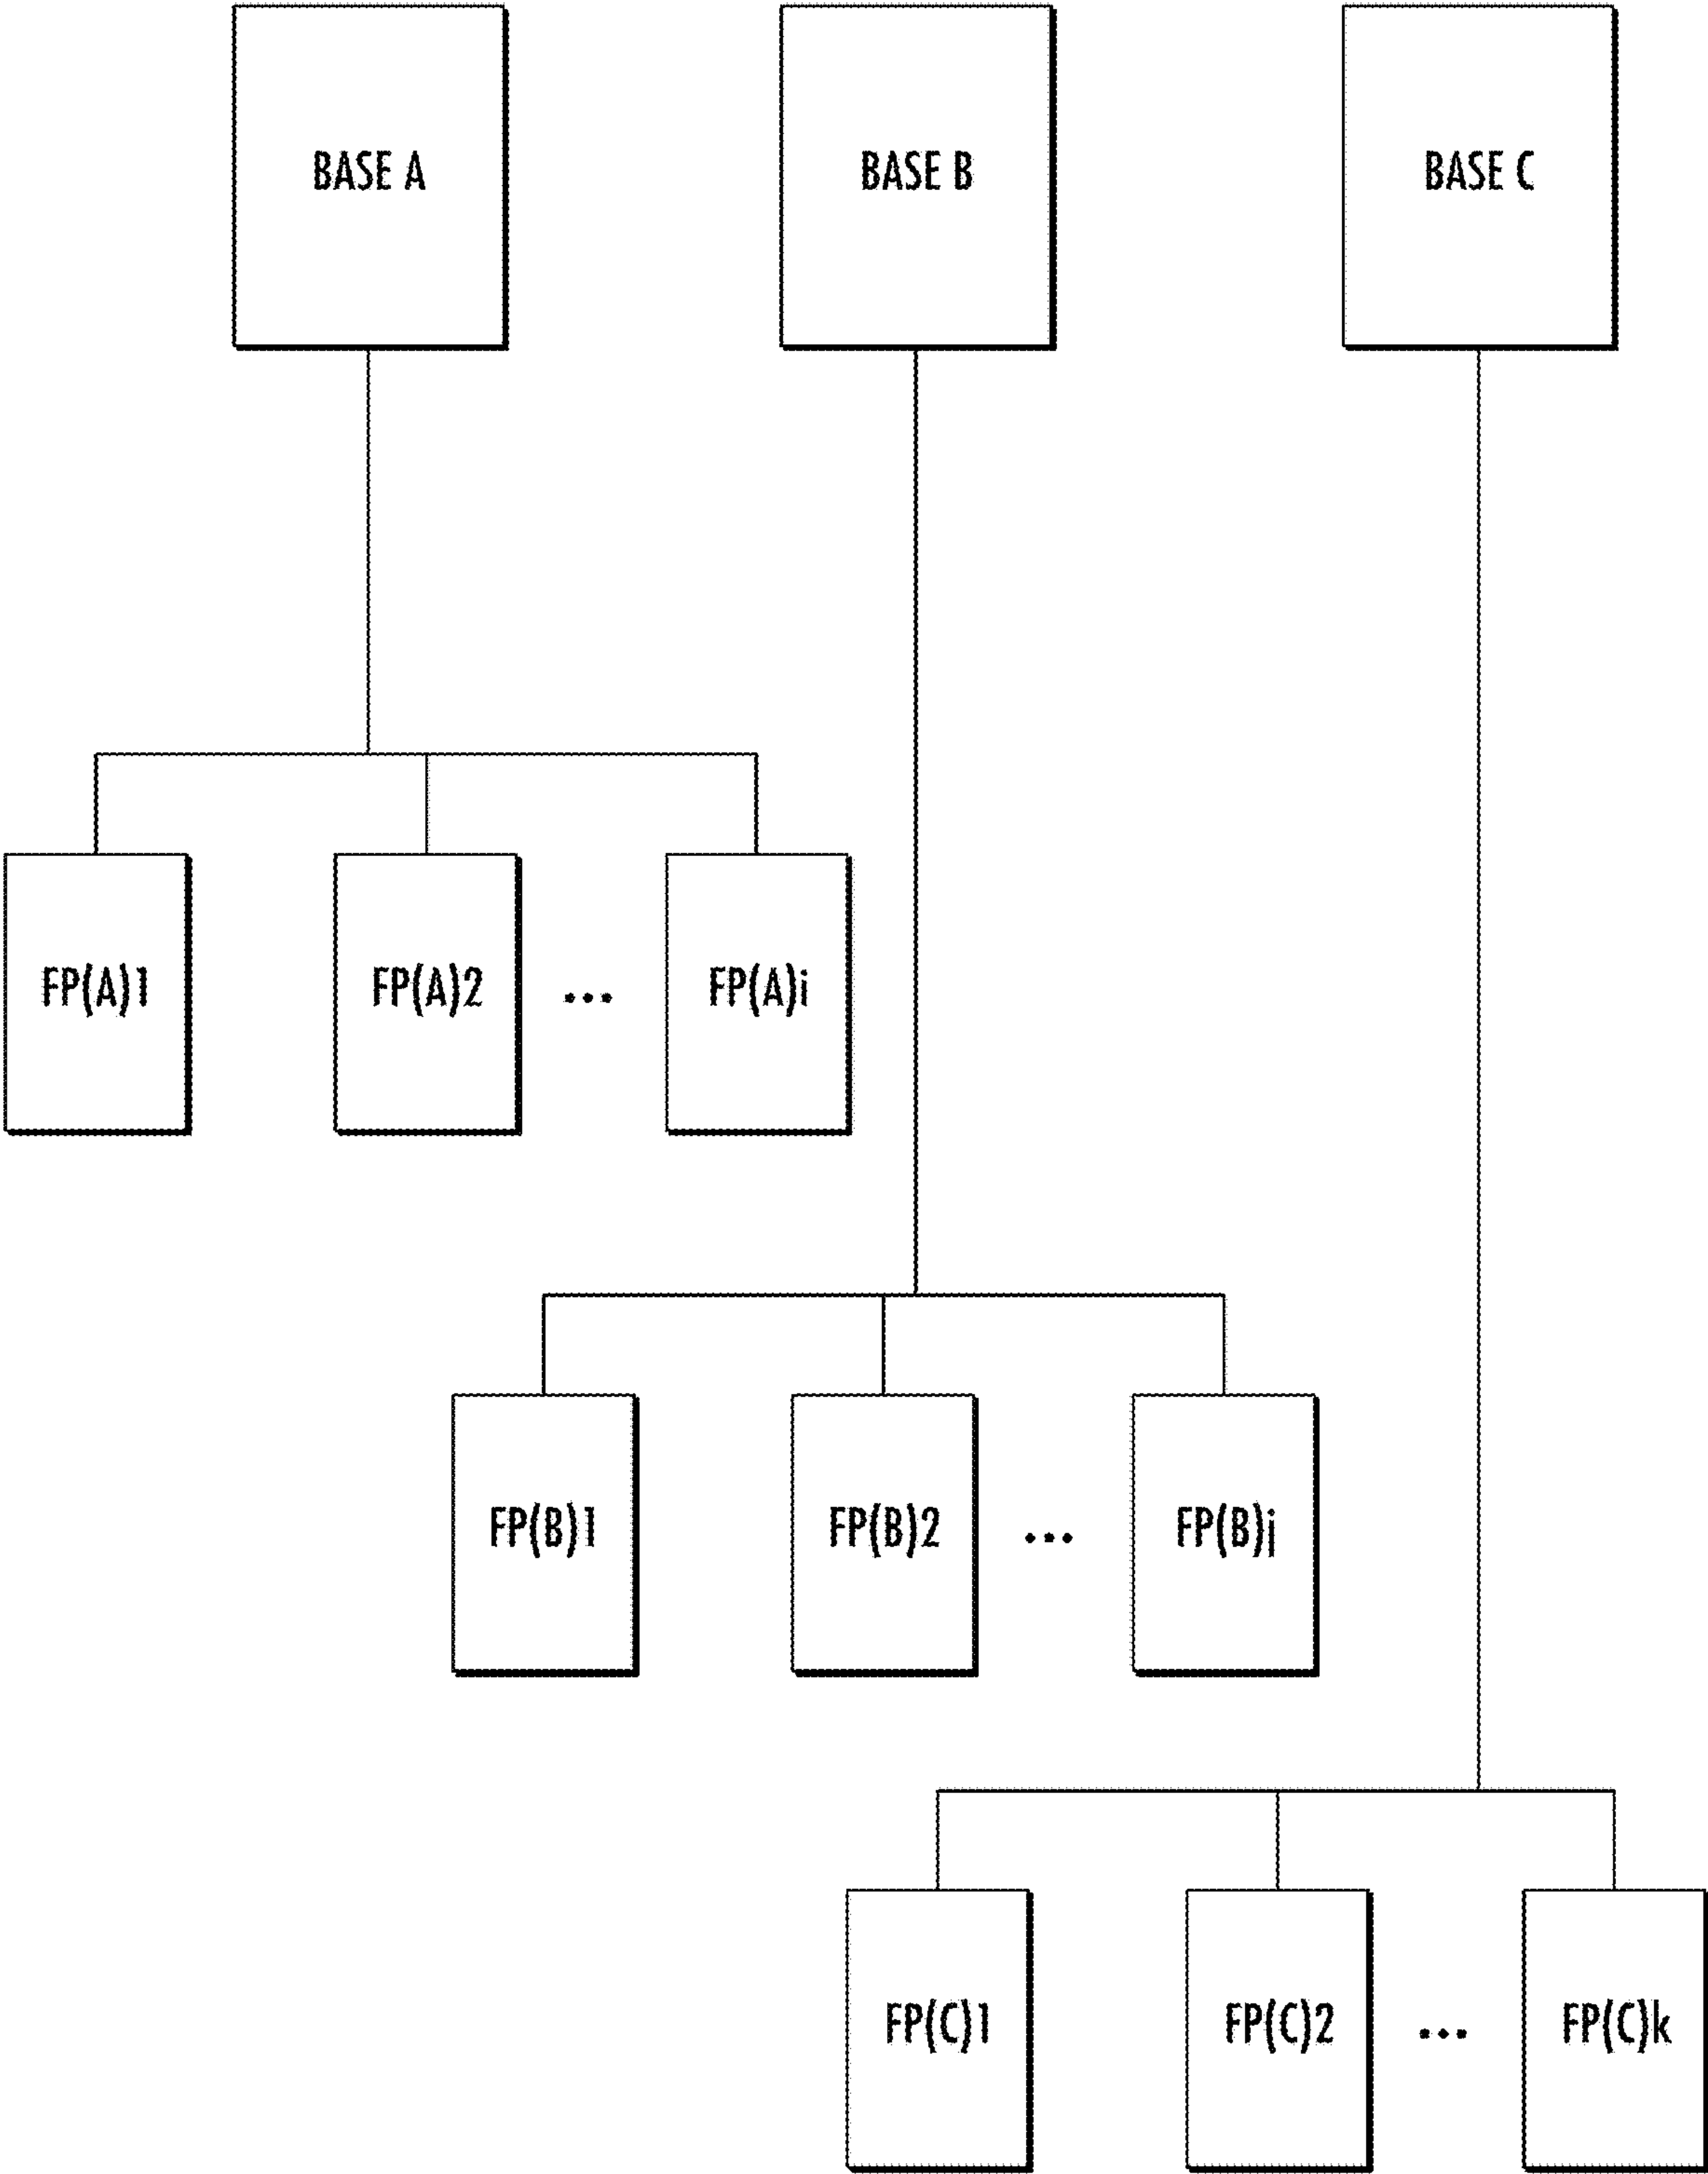 BASE A BASE B BASE C
FP(A)1 FP(A)2 ... FP(A)i
FP(B)1 FP(B)2 ... FP(B)j
FP(C)1 FP(C)2 ... FP(C)k